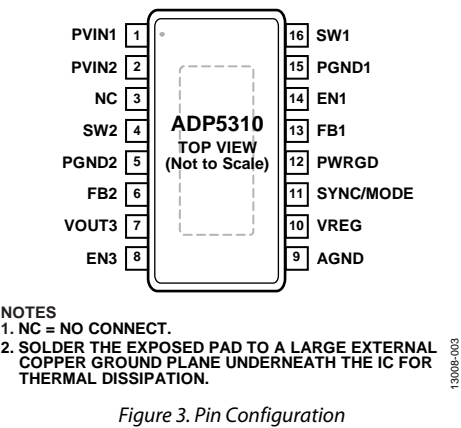 PVIN1 1
PVIN2 2
NC 3
SW2 4
PGND2 5
FB2 6
VOUT3 7
EN3 8
ADP5310
TOP VIEW
(Not to Scale)
16 SW1
15 PGND1
14 EN1
13 FB1
12 PWRGD
11 SYNC/MODE
10 VREG
9 AGND
NOTES
1. NC = NO CONNECT.
2. SOLDER THE EXPOSED PAD TO A LARGE EXTERNAL
COPPER GROUND PLANE UNDERNEATH THE IC FOR
THERMAL DISSIPATION.
13008-003
Figure 3. Pin Configuration